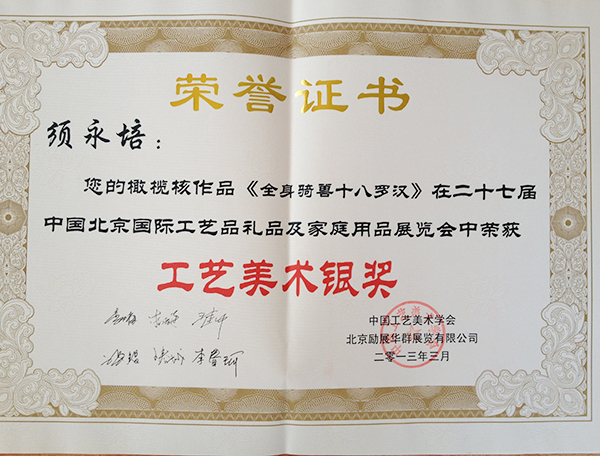 荣誉证书
须永培：
您的橄榄核作品《全身骑兽十八罗汉》在二十七届
中国北京国际工艺品礼品及家庭用品展览会中荣获
工艺美术银奖
中国工艺美术学会
北京励展华群展览有限公司
二零一三年三月